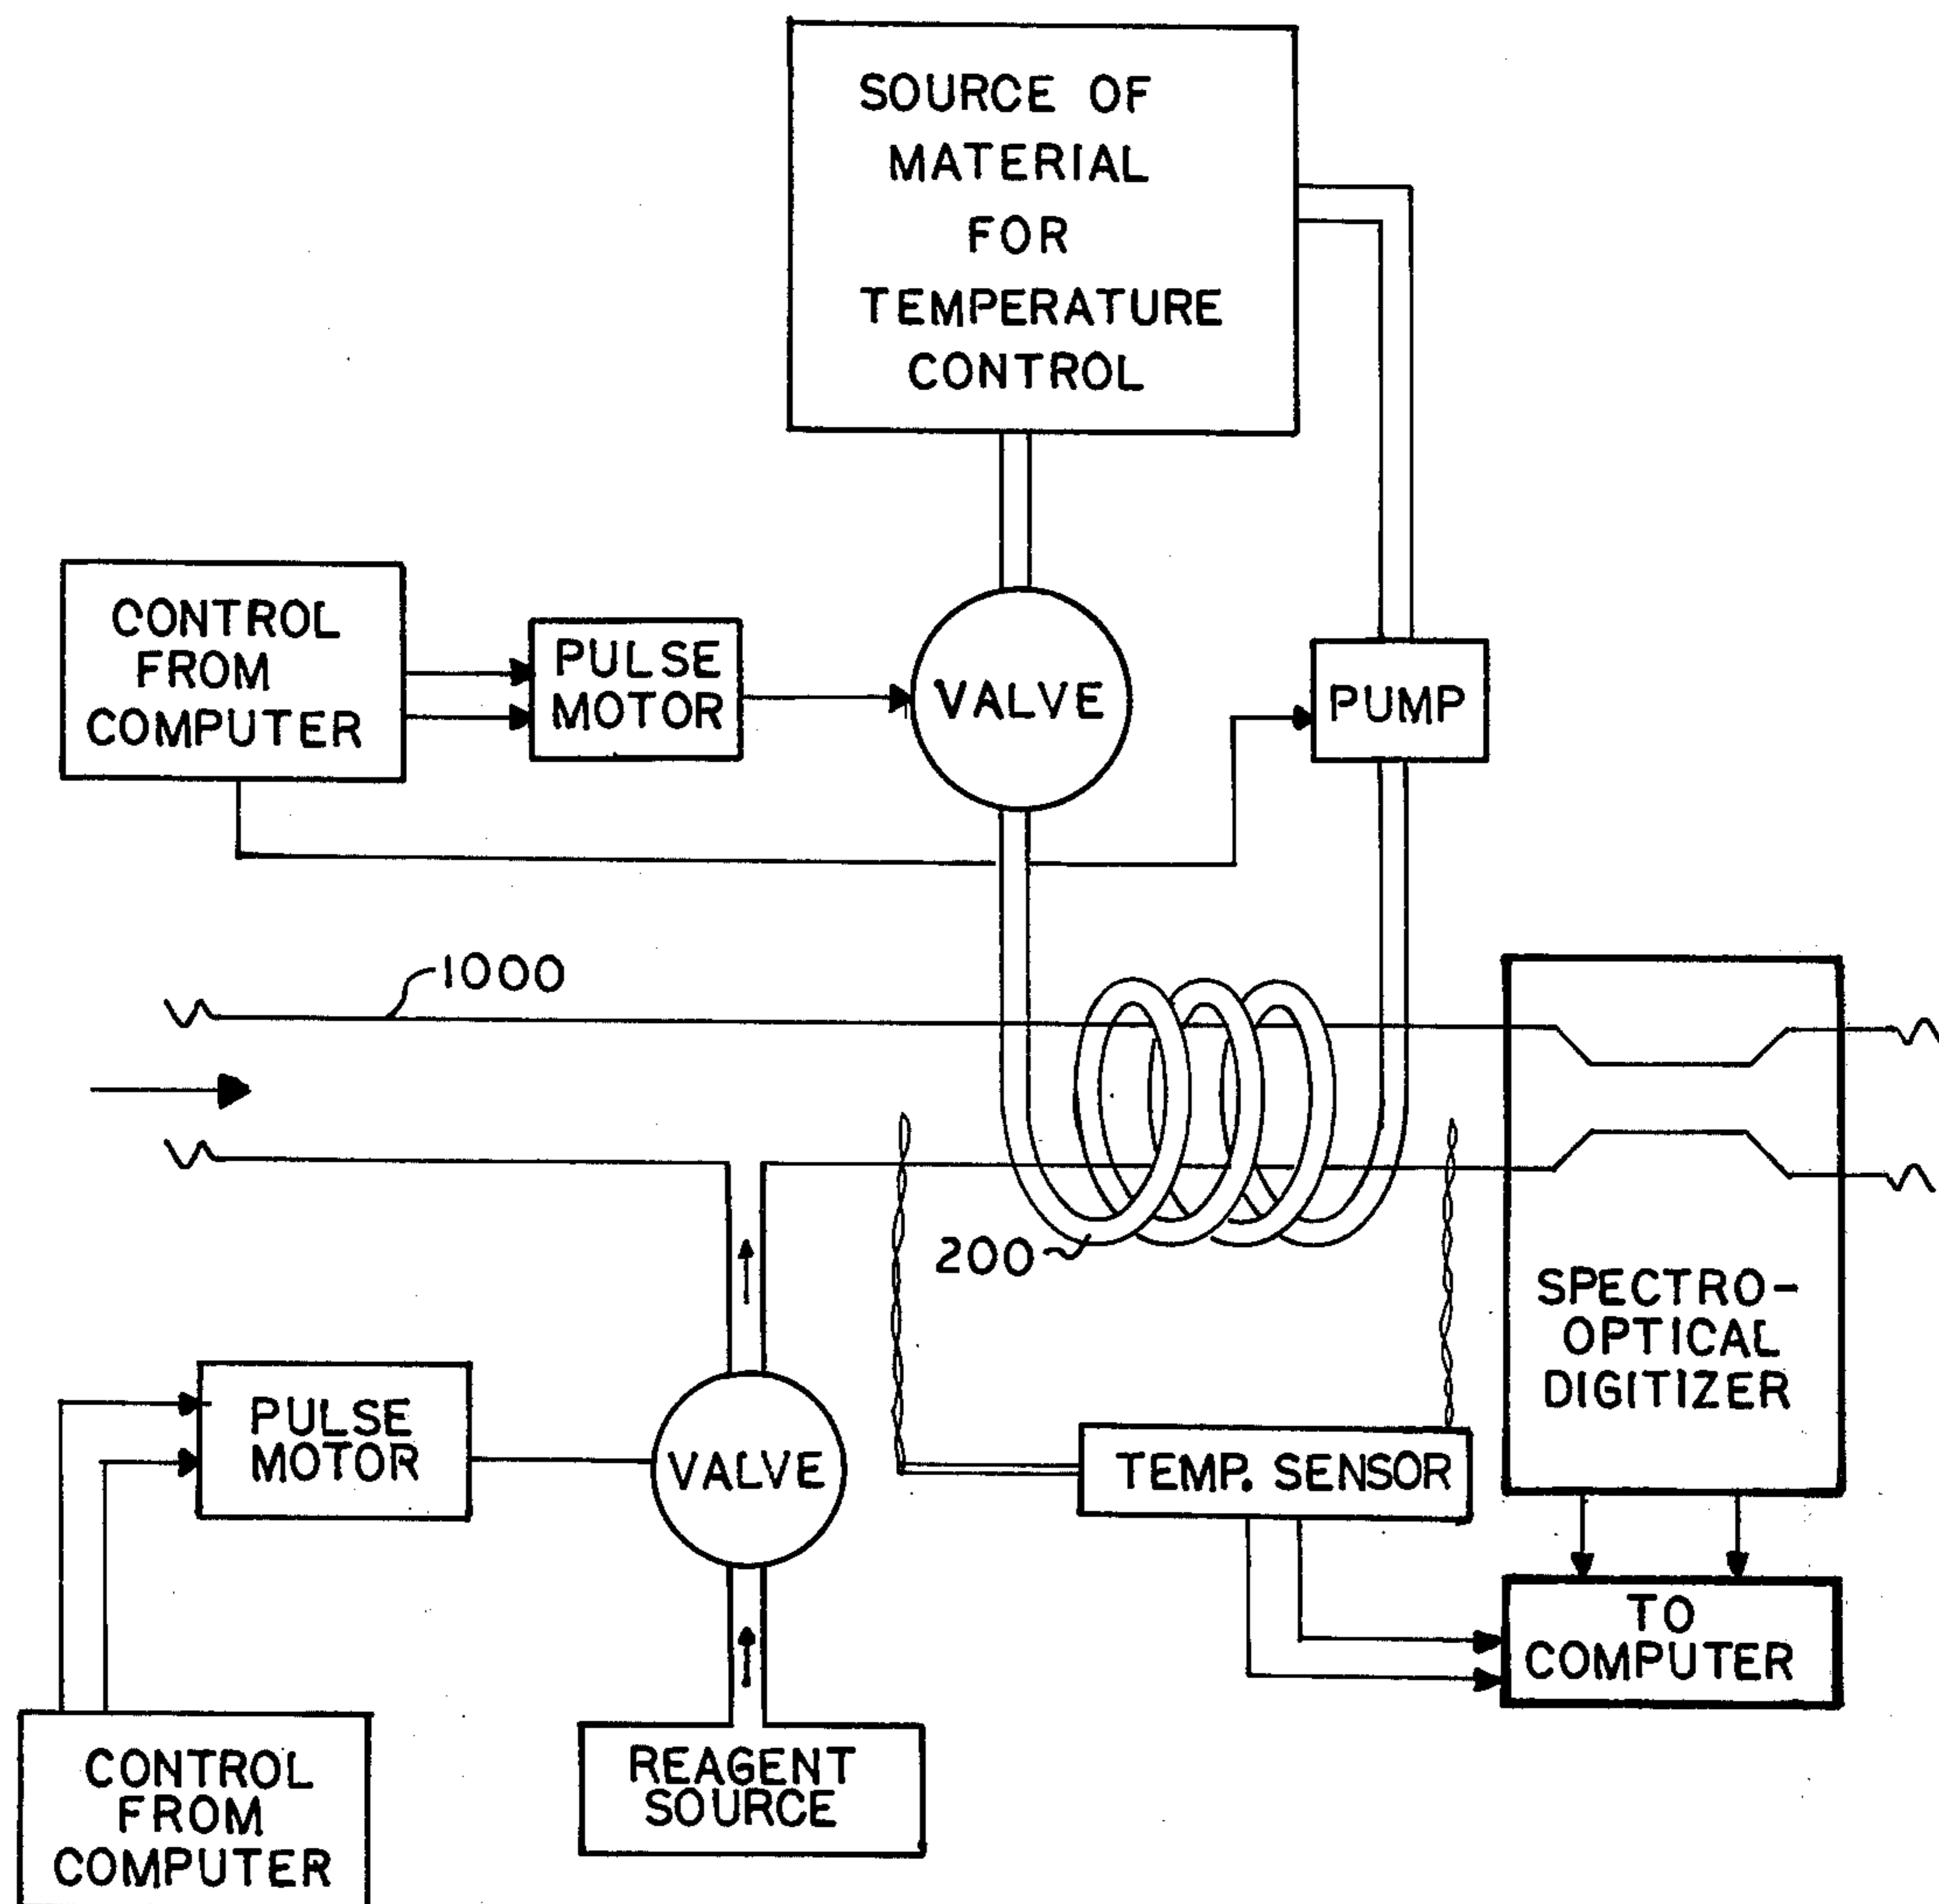 SOURCE OF
MATERIAL
FOR
TEMPERATURE
CONTROL
CONTROL
FROM
COMPUTER
PULSE
MOTOR
VALVE
PUMP
1000
200
SPECTRO-
OPTICAL
DIGITIZER
PULSE
MOTOR
VALVE
TEMP. SENSOR
TO
COMPUTER
CONTROL
FROM
COMPUTER
REAGENT
SOURCE